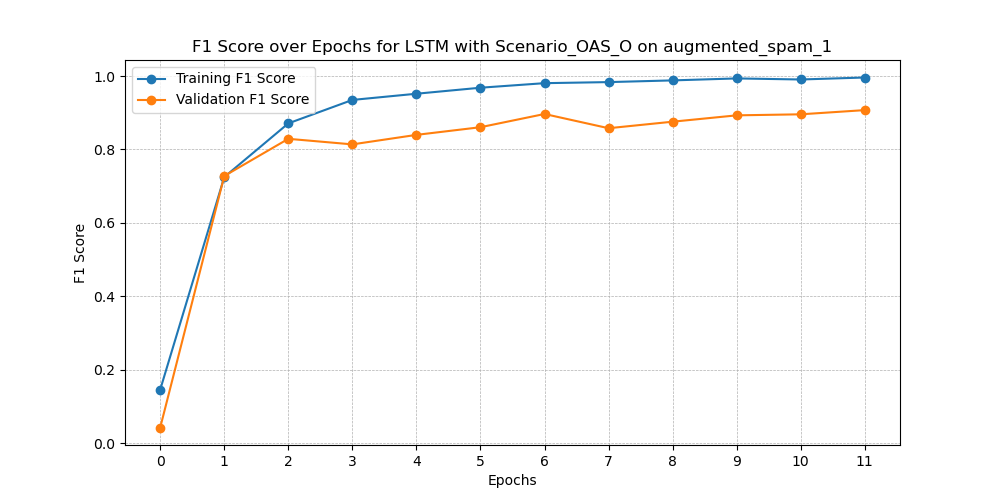 F1 Score over Epochs for LSTM with Scenario_OAS_O on augmented_spam_1
Training F1 Score
Validation F1 Score
F1 Score
1.0
0.8
0.6
0.4
0.2
0.0
0 1 2 3 4 5 6 7 8 9 10 11
Epochs